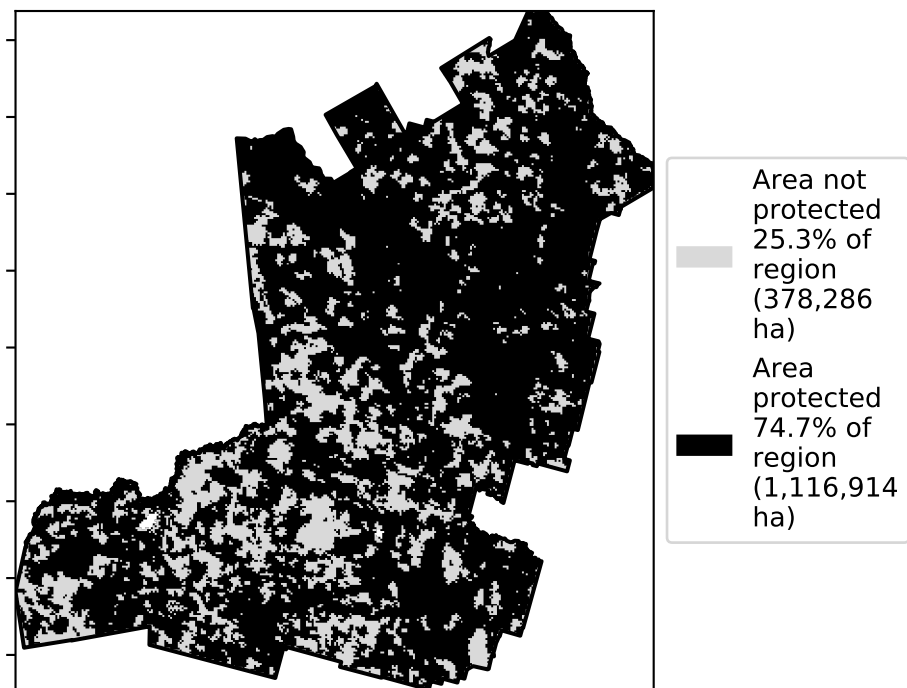 Area not
protected
25.3% of
region
(378,286
ha)
Area
protected
74.7% of
region
(1,116,914
ha)